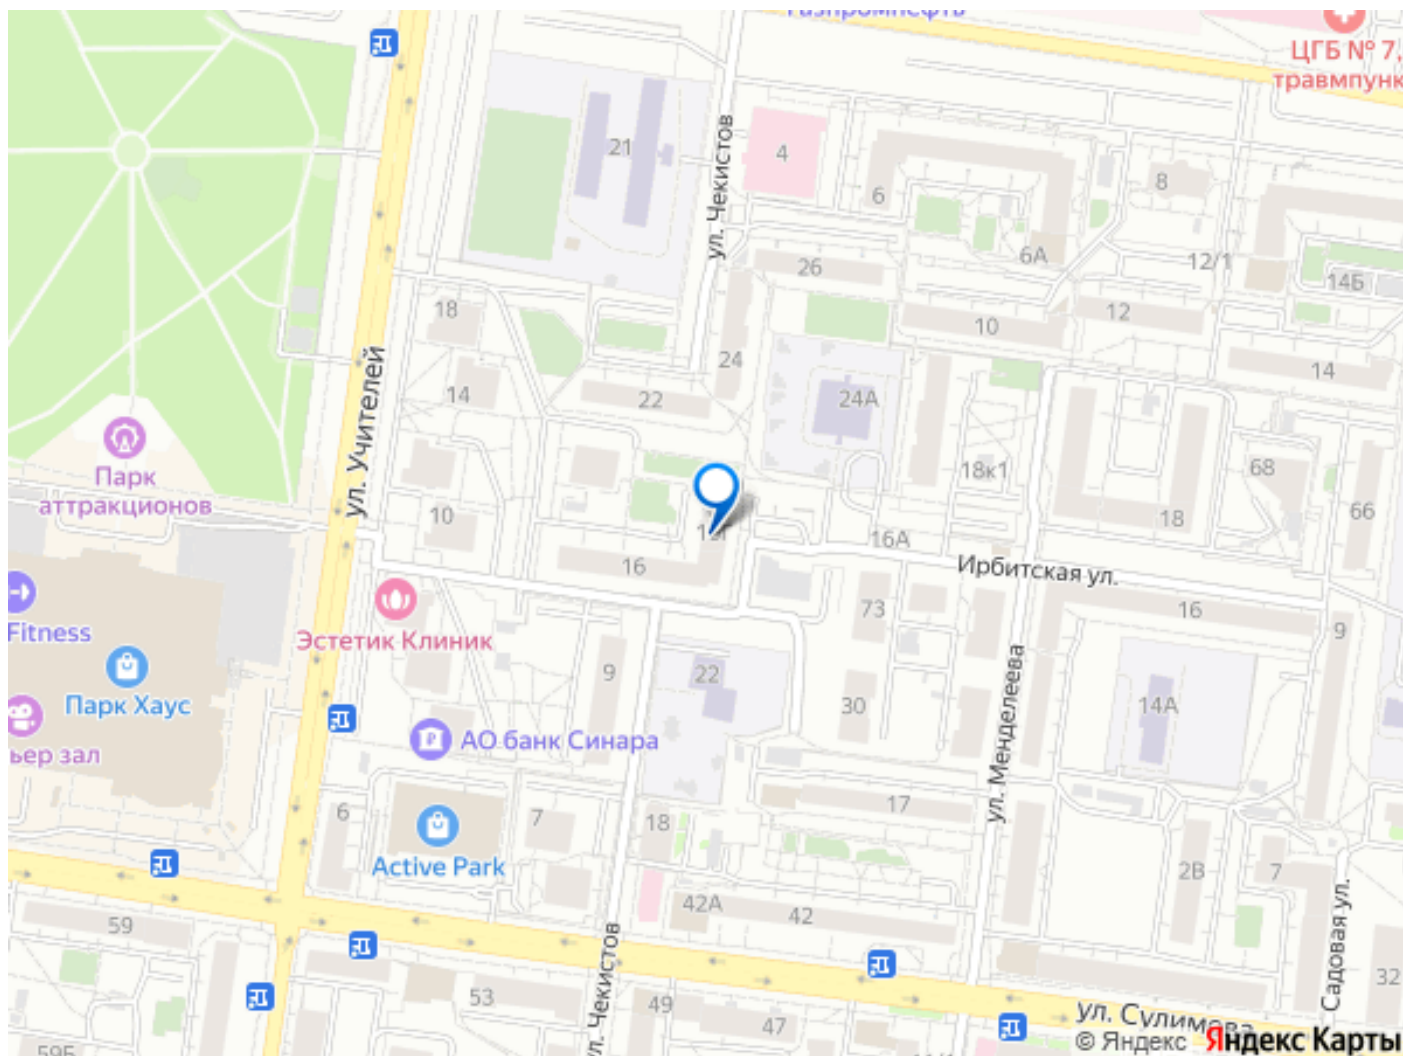 Газпромнефть
ЦГБ № 7,
травмпунк
ул. Чекистов
21
4
6
8
6А
12/1
14Б
26
18
10
12
24
14
ул. Учителей
14
22
24А
Парк
аттракционов
10
18к1
68
66
18
16А
16
Ирбитская ул.
16
73
9
Эстетик Клиник
Fitness
9
22
Парк Хаус
30
14А
ул. Менделеева
АО банк Синара
ьер зал
6
7
18
17
Active Park
2В
7
42А
42
59
Садовая ул.
ул. Чекистов
53
49
47
32
ул. Сулимова
59Б
© Яндекс Яндекс Карты